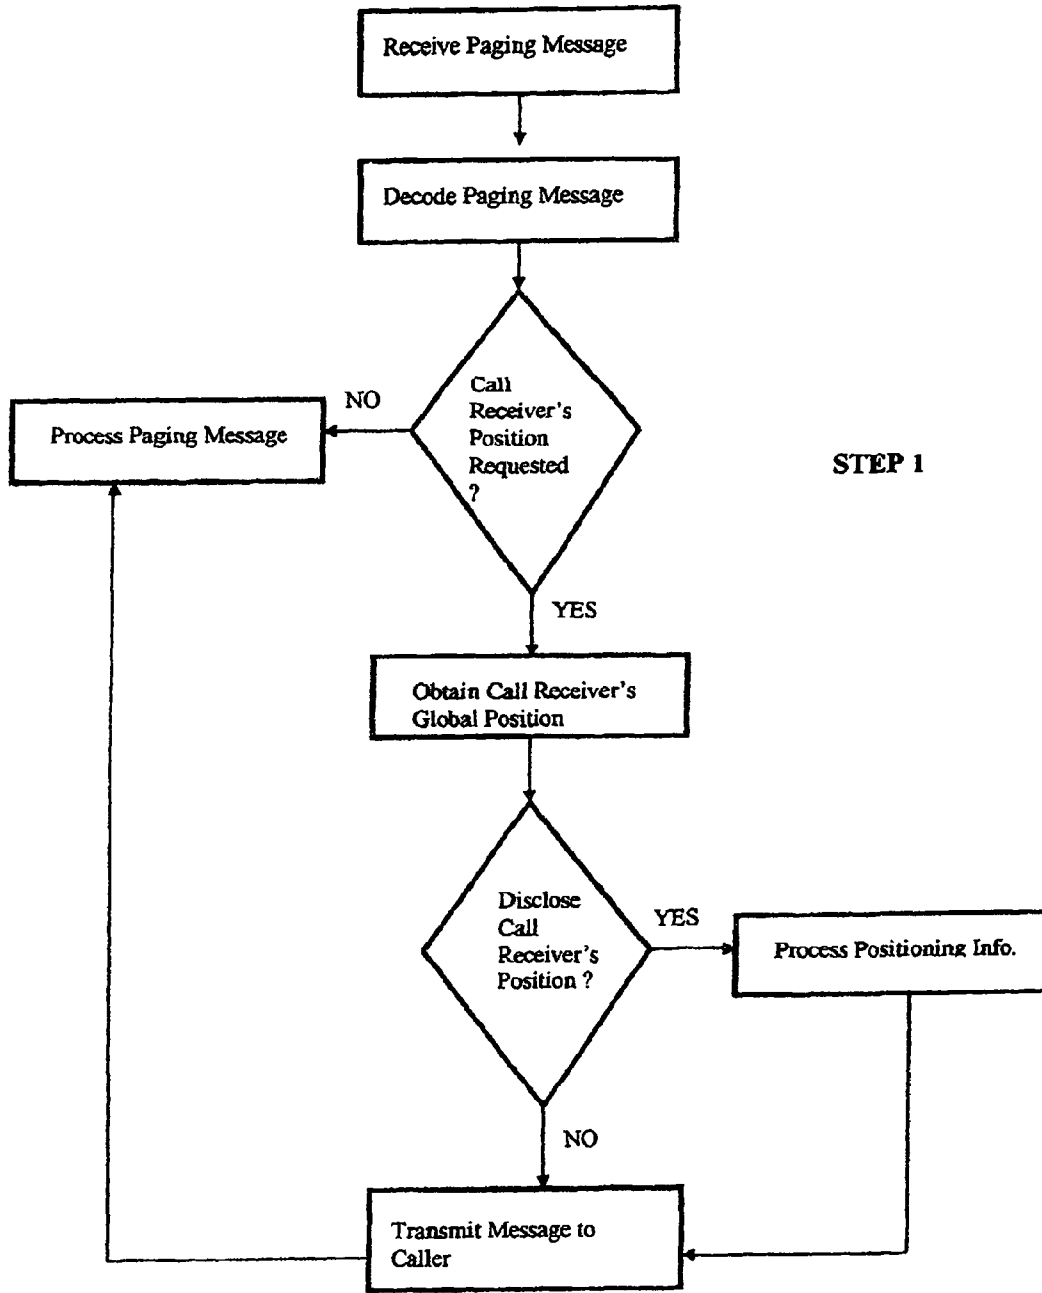 Receive Paging Message
Decode Paging Message
Call
Receiver's
Position
Requested
?
NO
Process Paging Message
STEP 1
YES
Obtain Call Receiver's
Global Position
Disclose
Call
Receiver's
Position ?
YES
Process Positioning Info.
NO
Transmit Message to
Caller